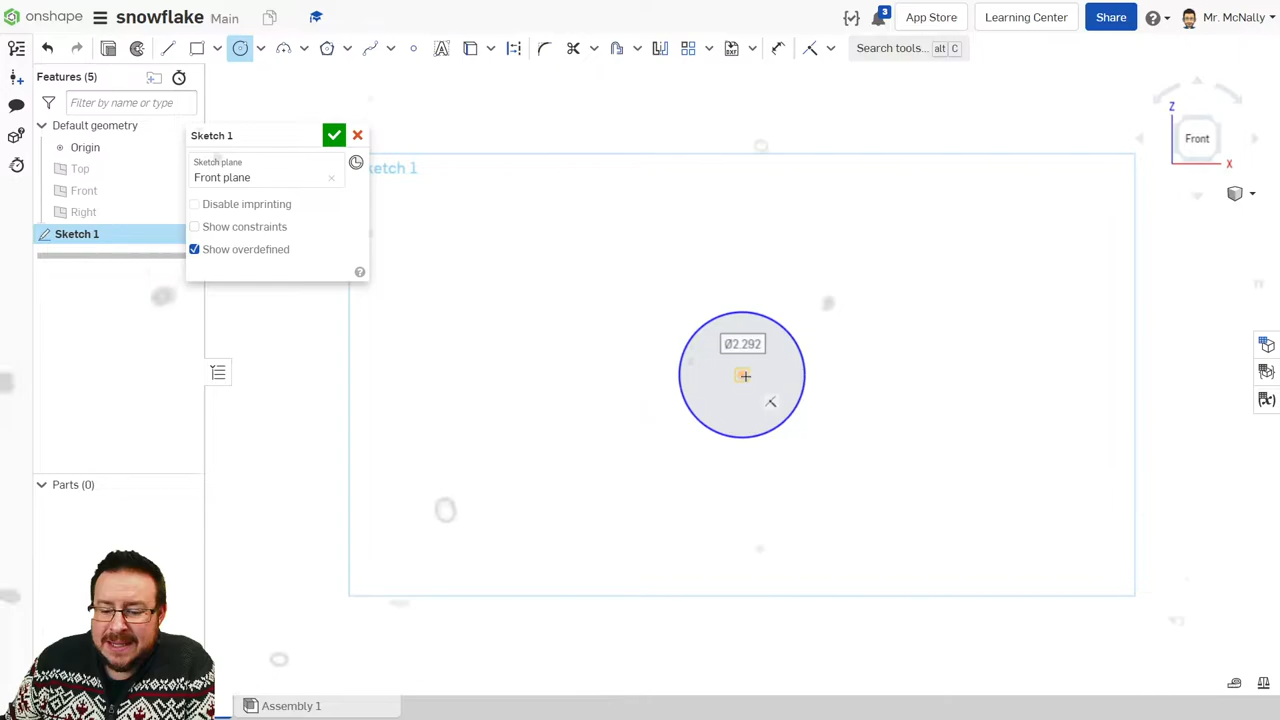 onshape snowflake Main 3 App Store Learning Center Share Mr. McNally
Search tools... alt C
Features (5)
Filter by name or type
Default geometry
Origin
Top
Front
Right
Sketch 1
Sketch 1
Sketch plane
Front plane
Disable imprinting
Show constraints
Show overdefined
ketch 1
Ø2.292
Z
Front
X
Parts (0)
Assembly 1